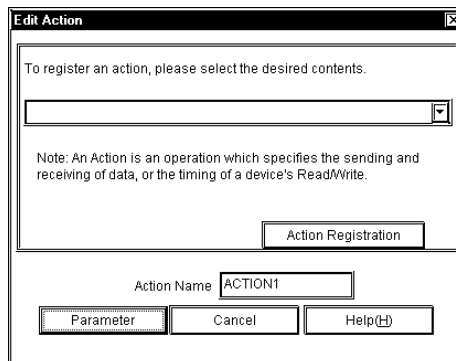 Edit Action
To register an action, please select the desired contents.
Note: An Action is an operation which specifies the sending and
receiving of data, or the timing of a device's Read/Write.
Action Registration
Action Name ACTION1
Parameter Cancel Help(H)